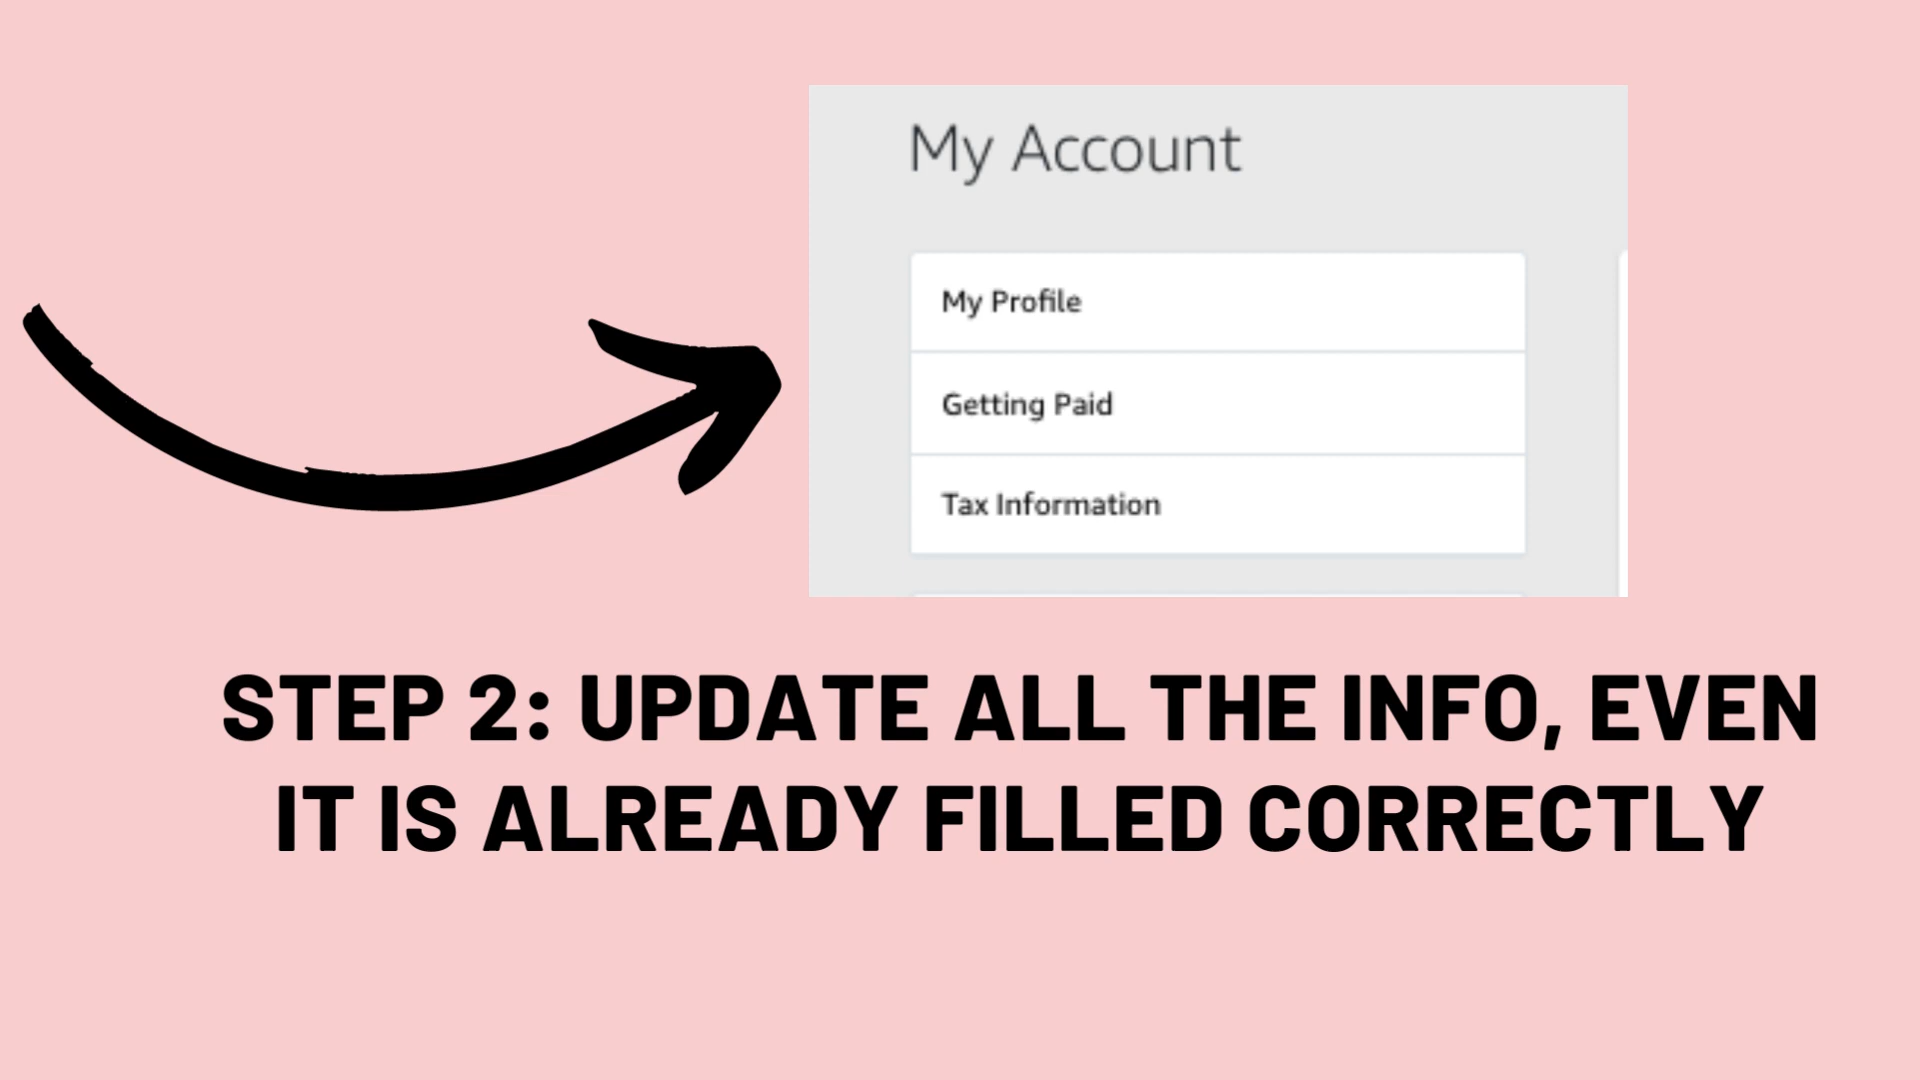 My Account
My Profile
Getting Paid
Tax Information
STEP 2: UPDATE ALL THE INFO, EVEN
IT IS ALREADY FILLED CORRECTLY